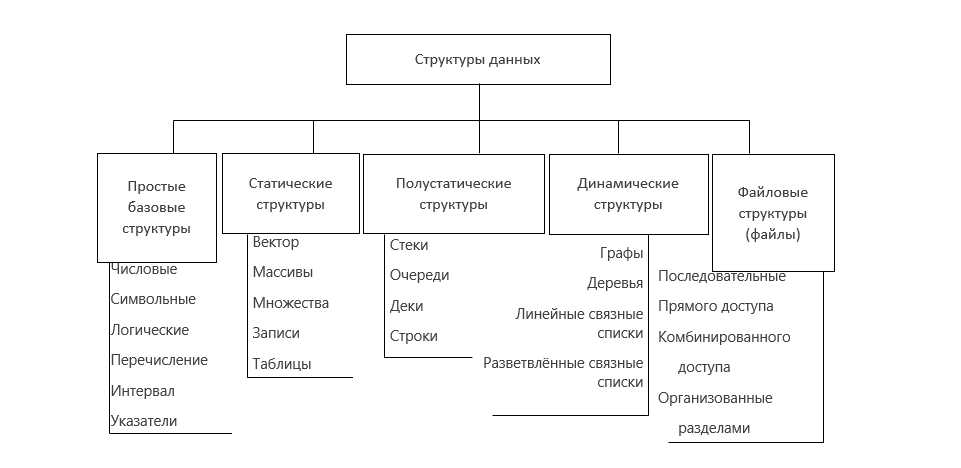 Структуры данных
Простые
базовые
структуры
Числовые
Символьные
Логические
Перечисление
Интервал
Указатели
Статические
структуры
Вектор
Массивы
Множества
Записи
Таблицы
Полустатические
структуры
Стеки
Очереди
Деки
Строки
Динамические
структуры
Графы
Деревья
Линейные связные
списки
Разветвлённые связные
списки
Файловые
структуры
(файлы)
Последовательные
Прямого доступа
Комбинированного
доступа
Организованные
разделами